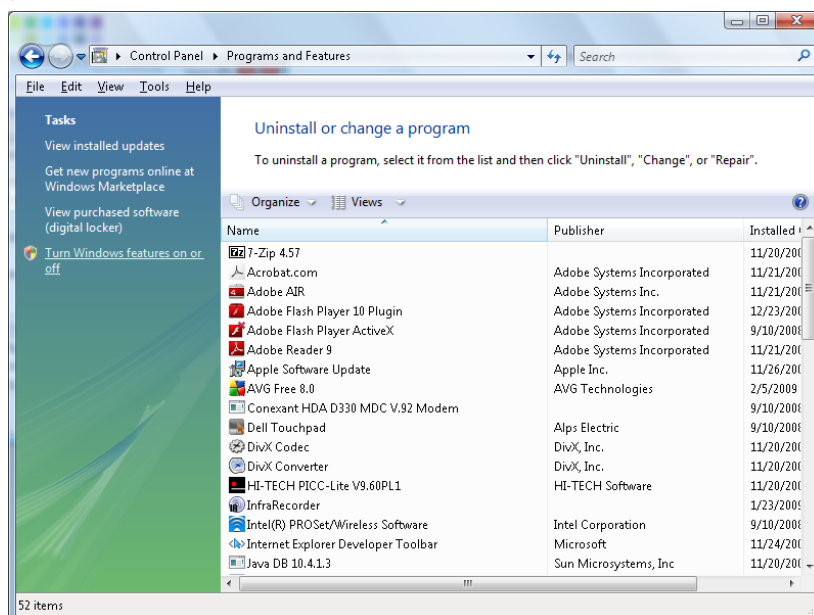 Control Panel ▸ Programs and Features
Search
File Edit View Tools Help
Tasks
View installed updates
Get new programs online at
Windows Marketplace
View purchased software
(digital locker)
Turn Windows features on or
off
Uninstall or change a program
To uninstall a program, select it from the list and then click "Uninstall", "Change", or "Repair".
Organize Views
Name Publisher Installed
7-Zip 4.57 11/20/200
Acrobat.com Adobe Systems Incorporated 11/21/200
Adobe AIR Adobe Systems Inc. 11/21/200
Adobe Flash Player 10 Plugin Adobe Systems Incorporated 12/23/200
Adobe Flash Player ActiveX Adobe Systems Incorporated 9/10/2008
Adobe Reader 9 Adobe Systems Incorporated 11/21/200
Apple Software Update Apple Inc. 11/26/200
AVG Free 8.0 AVG Technologies 2/5/2009
Conexant HDA D330 MDC V.92 Modem 9/10/2008
Dell Touchpad Alps Electric 9/10/2008
DivX Codec DivX, Inc. 11/20/200
DivX Converter DivX, Inc. 11/20/200
HI-TECH PICC-Lite V9.60PL1 HI-TECH Software 11/20/200
InfraRecorder 1/23/2009
Intel(R) PROSet/Wireless Software Intel Corporation 9/10/2008
Internet Explorer Developer Toolbar Microsoft 11/24/200
Java DB 10.4.1.3 Sun Microsystems, Inc 11/20/200
52 items